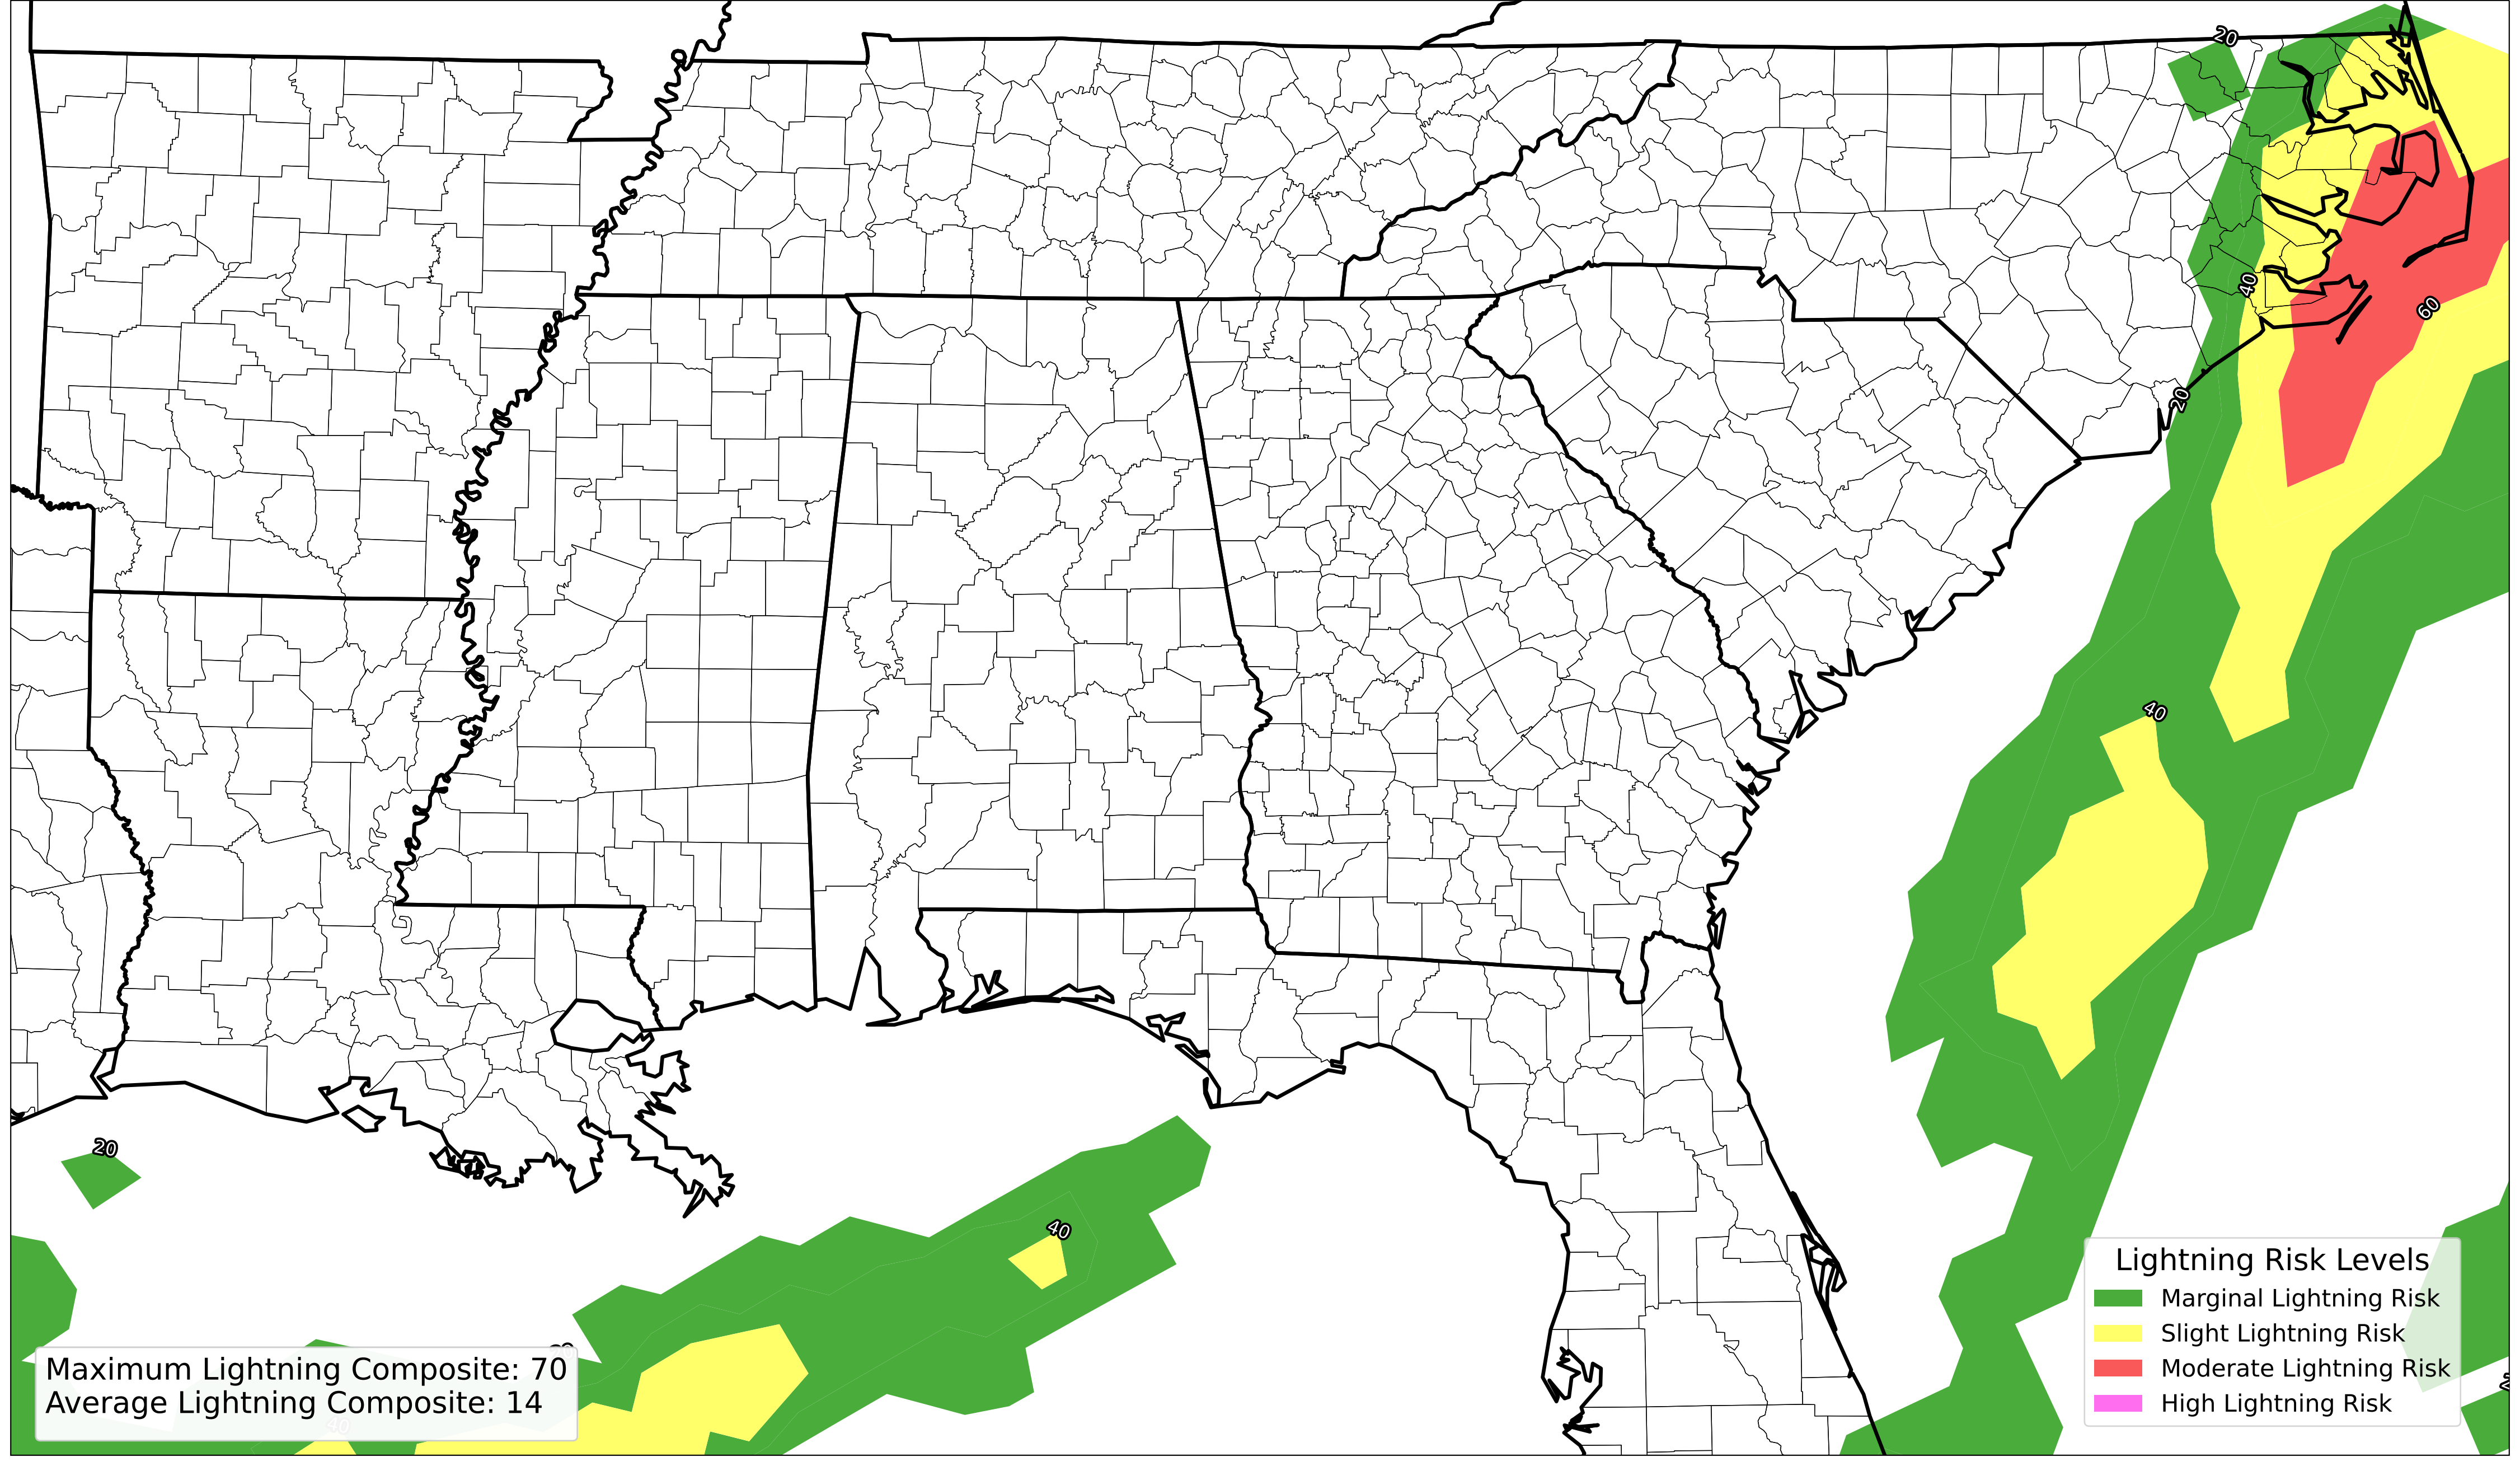 20
40
60
20
40
20
40
Maximum Lightning Composite: 70
Average Lightning Composite: 14
40
Lightning Risk Levels
Marginal Lightning Risk
Slight Lightning Risk
Moderate Lightning Risk
High Lightning Risk